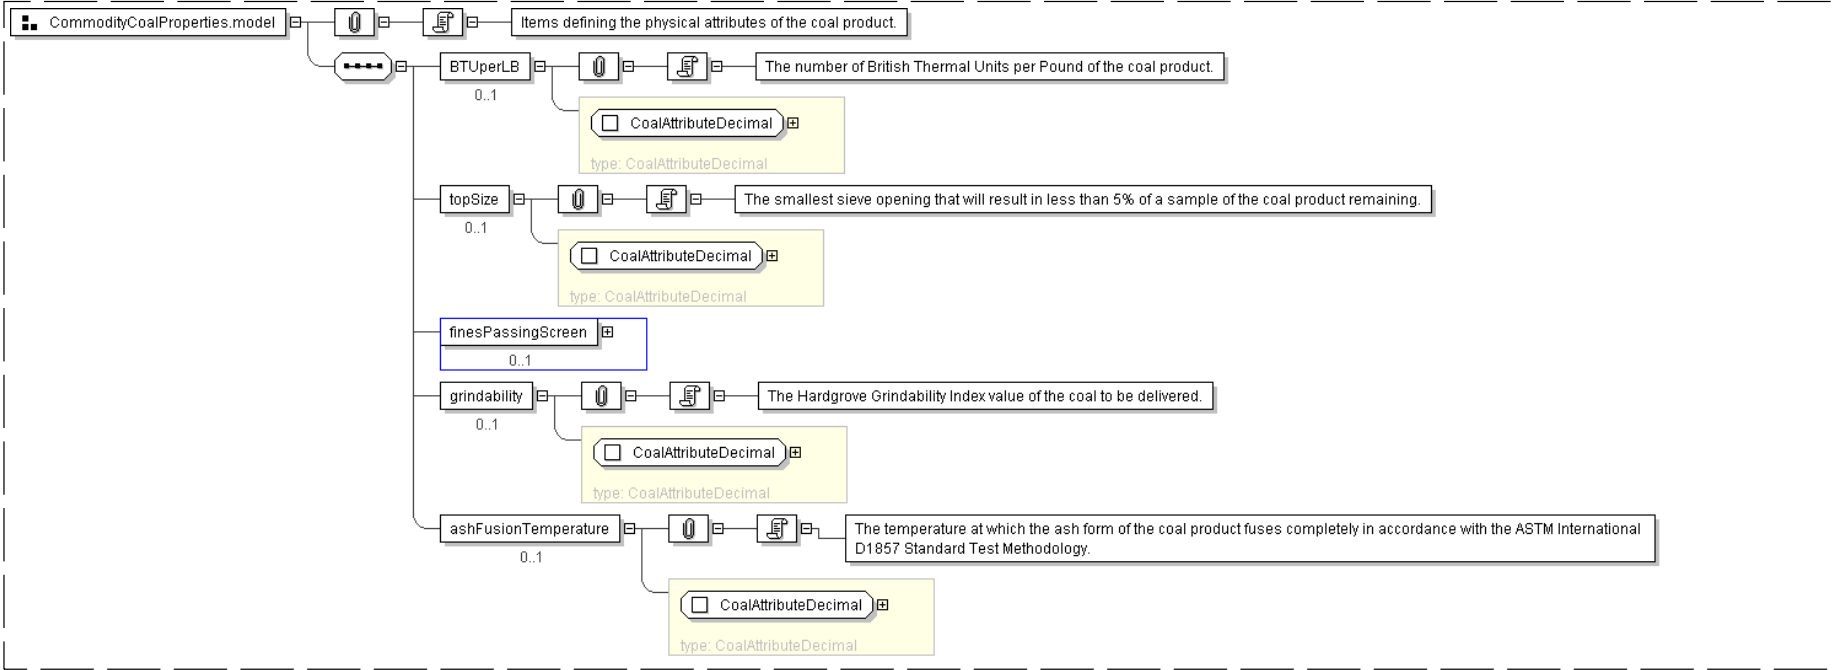 CommodityCoalProperties.model
Items defining the physical attributes of the coal product.
BTUperLB
The number of British Thermal Units per Pound of the coal product.
0..1
CoalAttributeDecimal
type: CoalAttributeDecimal
topSize
The smallest sieve opening that will result in less than 5% of a sample of the coal product remaining.
0..1
CoalAttributeDecimal
type: CoalAttributeDecimal
finesPassingScreen
0..1
grindability
The Hardgrove Grindability Index value of the coal to be delivered.
0..1
CoalAttributeDecimal
type: CoalAttributeDecimal
ashFusionTemperature
The temperature at which the ash form of the coal product fuses completely in accordance with the ASTM International
D1857 Standard Test Methodology.
0..1
CoalAttributeDecimal
type: CoalAttributeDecimal